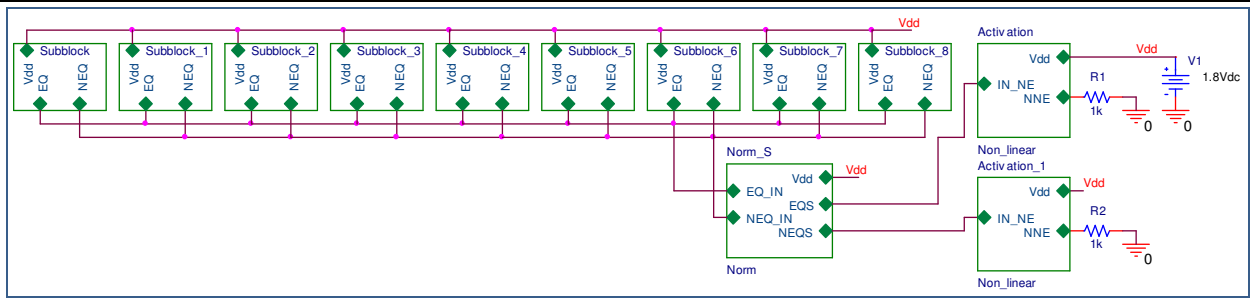 Vdd
Subblock Subblock_1 Subblock_2 Subblock_3 Subblock_4 Subblock_5 Subblock_6 Subblock_7 Subblock_8
Vdd EQ NEQ Vdd EQ NEQ Vdd EQ NEQ Vdd EQ NEQ Vdd EQ NEQ Vdd EQ NEQ Vdd EQ NEQ Vdd EQ NEQ Vdd EQ NEQ
Activation
Vdd
Vdd
V1
1.8Vdc
IN_NE
NNE
R1
1k
0
0
Non_linear
Norm_S
Vdd
Vdd
EQ_IN
EQS
NEQ_IN
NEQS
Norm
Activation_1
Vdd
Vdd
IN_NE
NNE
R2
1k
0
Non_linear